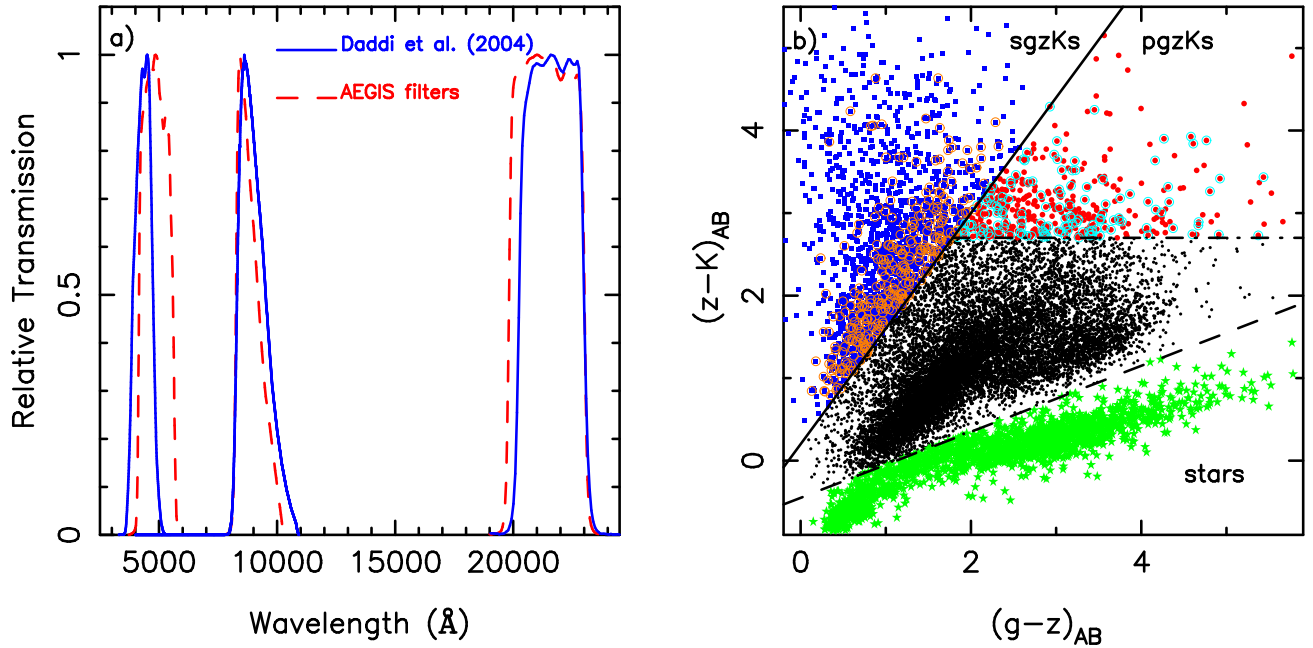 a)
Daddi et al. (2004)
AEGIS filters
1
0.5
0
Relative Transmission
5000 10000 15000 20000
Wavelength (Å)
b)
sgzKs
pgzKs
stars
4
2
0
(z−K)AB
0 2 4
(g−z)AB